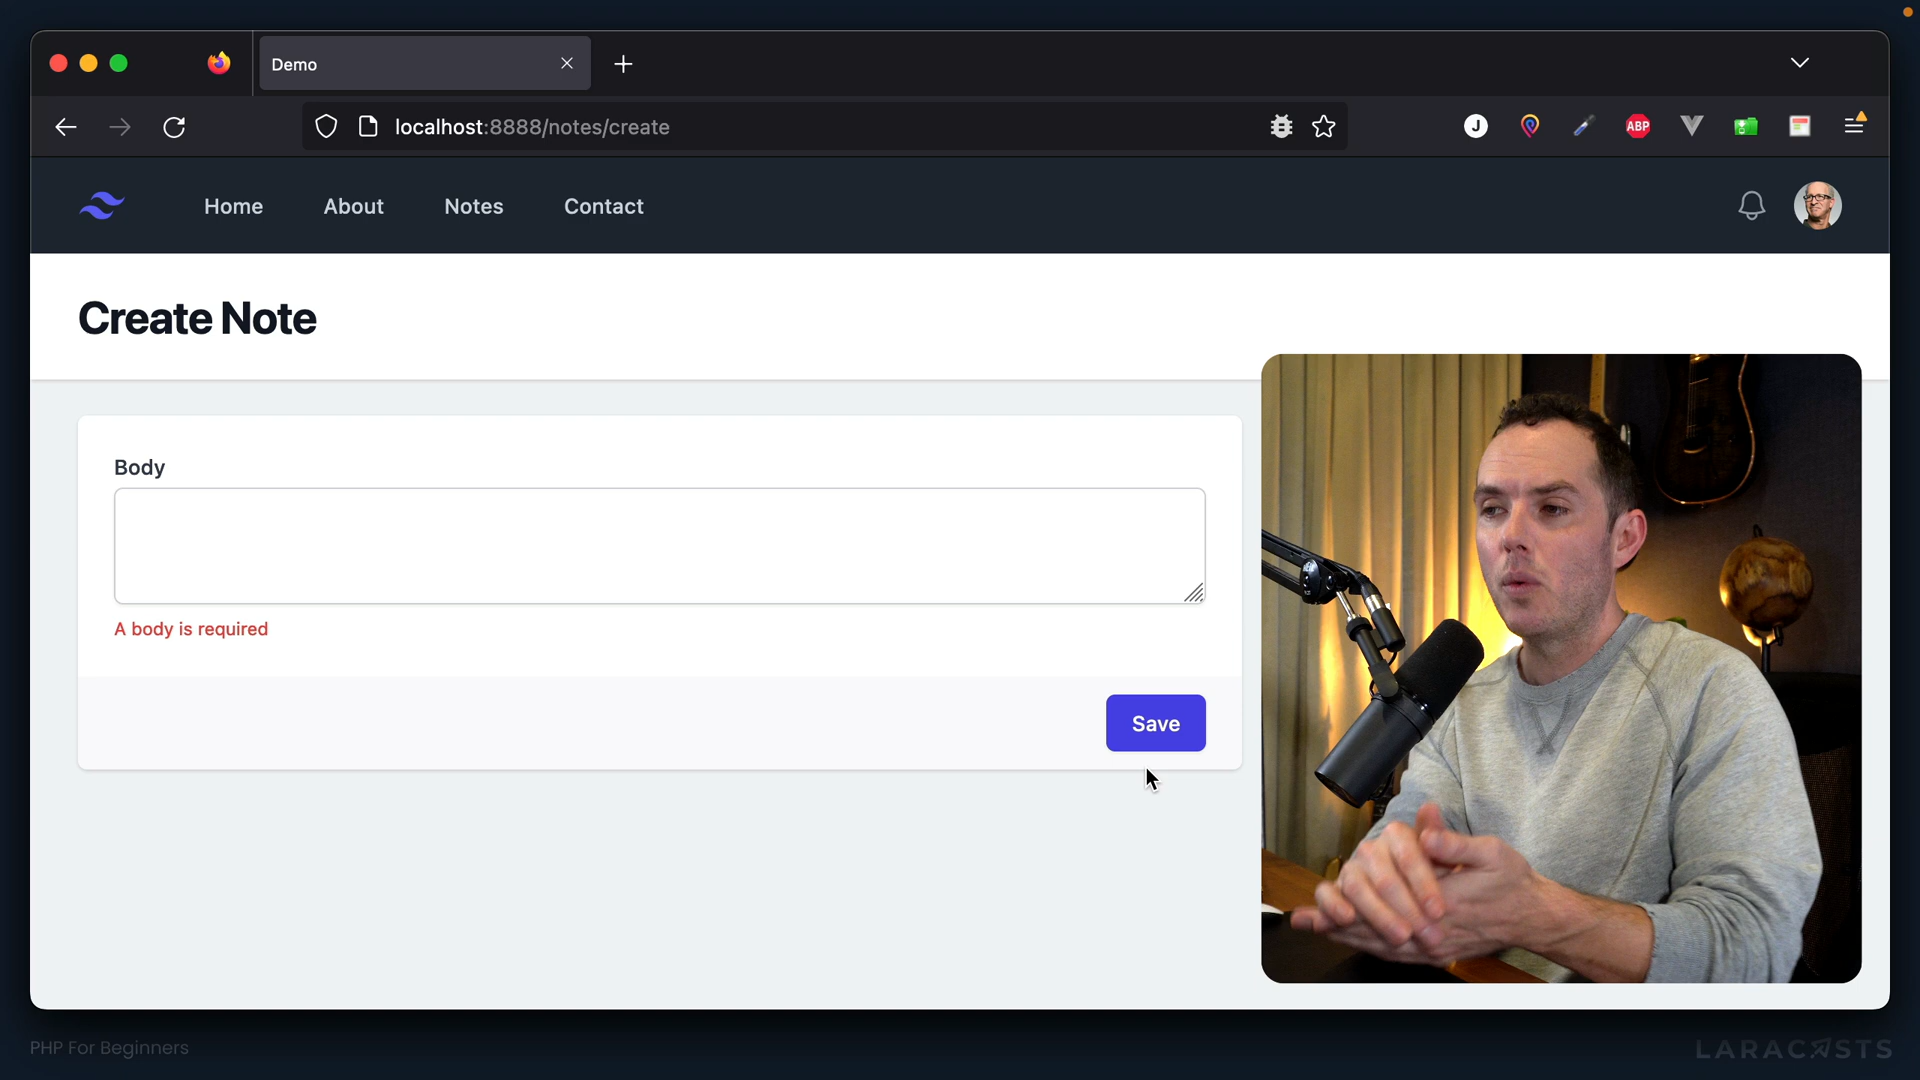 Demo
localhost:8888/notes/create
J
ABP
Home About Notes Contact
Create Note
Body
A body is required
Save
PHP For Beginners
LARACASTS